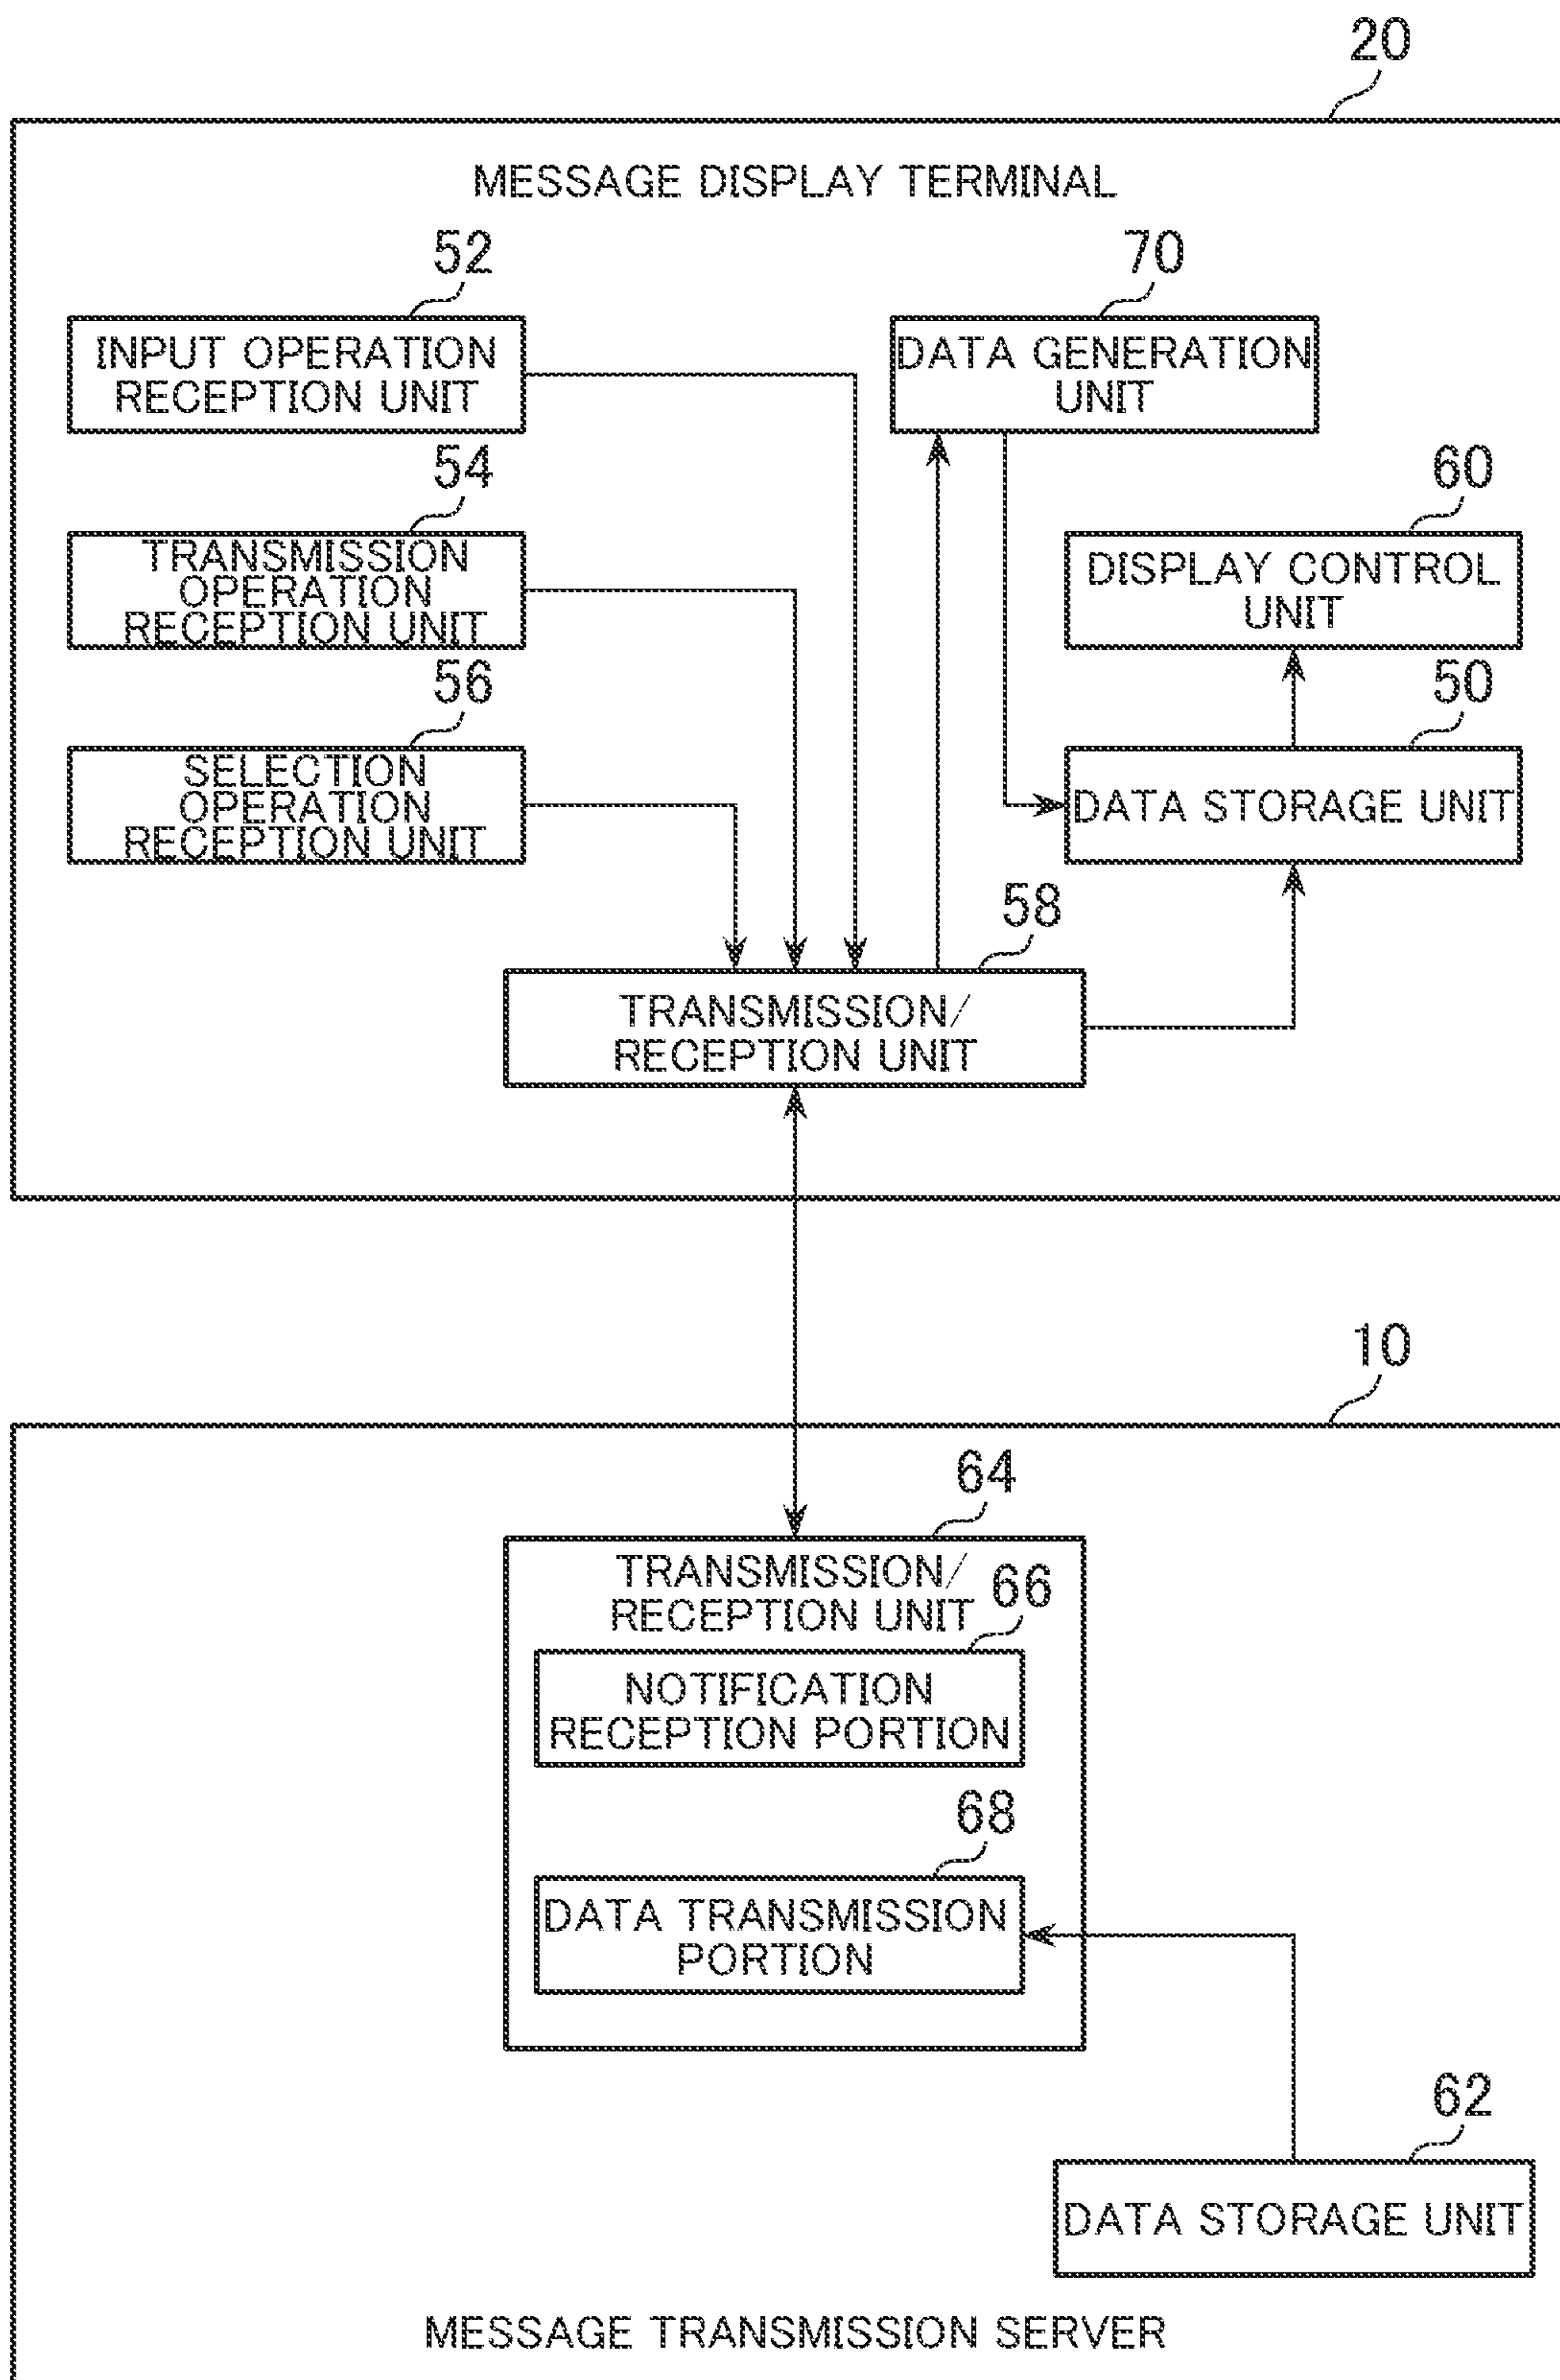 20
MESSAGE DISPLAY TERMINAL
52
70
INPUT OPERATION
RECEPTION UNIT
DATA GENERATION
UNIT
54
60
TRANSMISSION
OPERATION
RECEPTION UNIT
DISPLAY CONTROL
UNIT
56
50
SELECTION
OPERATION
RECEPTION UNIT
DATA STORAGE UNIT
58
TRANSMISSION/
RECEPTION UNIT
10
64
TRANSMISSION/
RECEPTION UNIT
66
NOTIFICATION
RECEPTION PORTION
68
DATA TRANSMISSION
PORTION
62
DATA STORAGE UNIT
MESSAGE TRANSMISSION SERVER